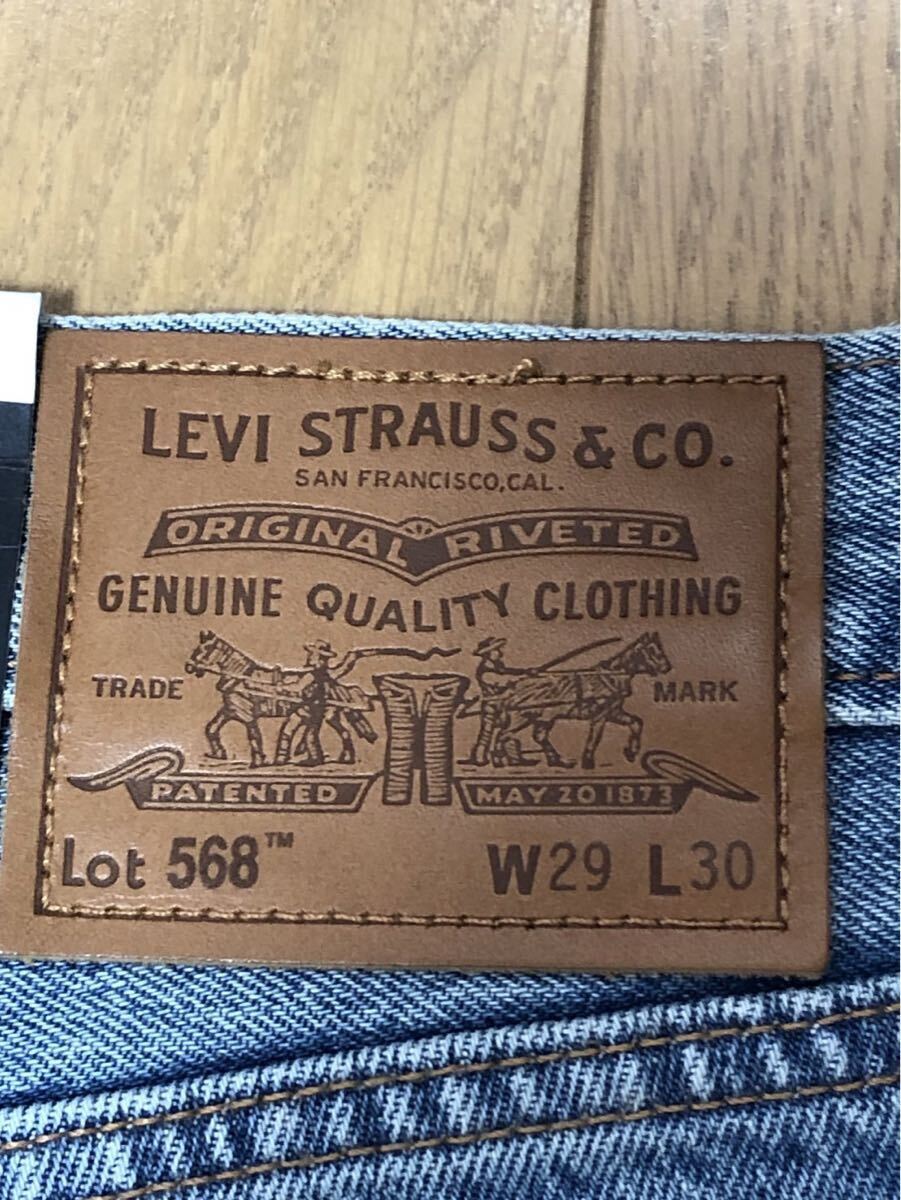 LEVI STRAUSS & CO.
SAN FRANCISCO,CAL.
ORIGINAL RIVETED
GENUINE QUALITY CLOTHING
TRADE MARK
PATENTED MAY 20 1873
Lot 568™ W29 L30